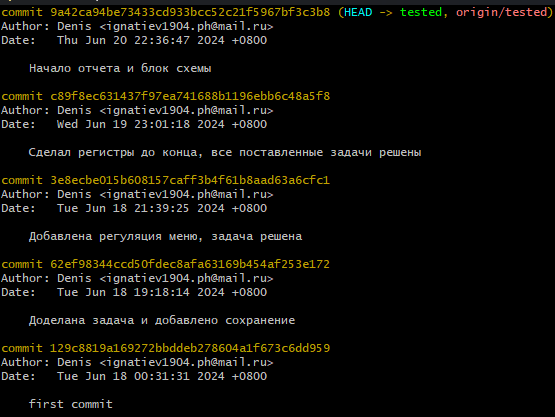 commit 9a42ca94be73433cd933bcc52c21f5967bf3c3b8 (HEAD -> tested, origin/tested)
Author: Denis <ignatiev1904.ph@mail.ru>
Date:   Thu Jun 20 22:36:47 2024 +0800
Начало отчета и блок схемы
commit c89f8ec631437f97ea741688b1196ebb6c48a5f8
Author: Denis <ignatiev1904.ph@mail.ru>
Date:   Wed Jun 19 23:01:18 2024 +0800
Сделал регистры до конца, все поставленные задачи решены
commit 3e8ecbe015b608157caff3b4f61b8aad63a6cfc1
Author: Denis <ignatiev1904.ph@mail.ru>
Date:   Tue Jun 18 21:39:25 2024 +0800
Добавлена регуляция меню, задача решена
commit 62ef98344ccd50fdec8afa63169b454af253e172
Author: Denis <ignatiev1904.ph@mail.ru>
Date:   Tue Jun 18 19:18:14 2024 +0800
Доделана задача и добавлено сохранение
commit 129c8819a169272bbddeb278604a1f673c6dd959
Author: Denis <ignatiev1904.ph@mail.ru>
Date:   Tue Jun 18 00:31:31 2024 +0800
first commit